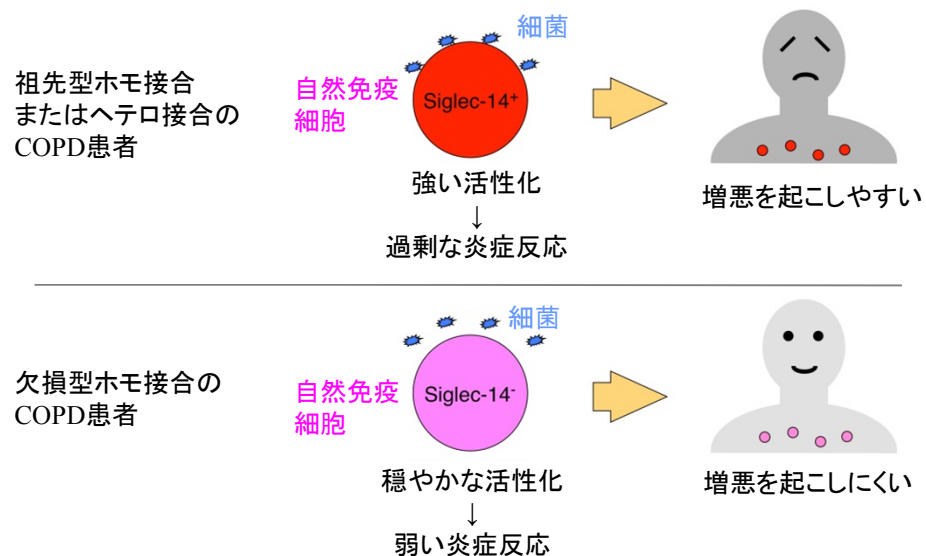 細菌
祖先型ホモ接合
またはヘテロ接合の
COPD患者
自然免疫
細胞
Siglec-14⁺
強い活性化
↓
過剰な炎症反応
増悪を起こしやすい
細菌
欠損型ホモ接合の
COPD患者
自然免疫
細胞
Siglec-14⁻
穏やかな活性化
↓
弱い炎症反応
増悪を起こしにくい